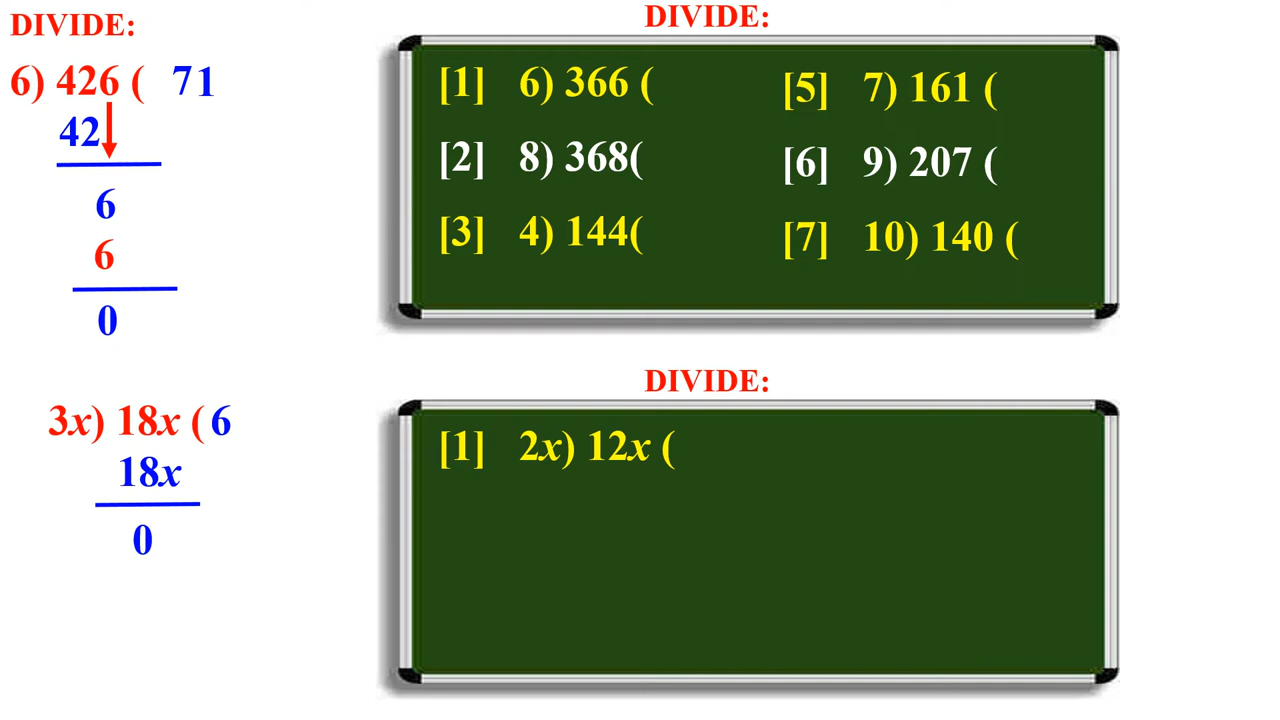 DIVIDE:
6) 426 ( 71
42
6
6
0
3x) 18x ( 6
18x
0
DIVIDE:
[1] 6) 366 (
[2] 8) 368(
[3] 4) 144(
[5] 7) 161 (
[6] 9) 207 (
[7] 10) 140 (
DIVIDE:
[1] 2x) 12x (